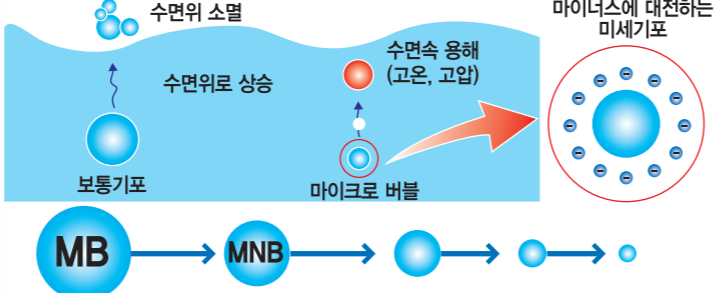 수면위 소멸
마이너스에 대전하는
미세기포
수면속 용해
(고온, 고압)
수면위로 상승
보통기포
마이크로 버블
MB
MNB